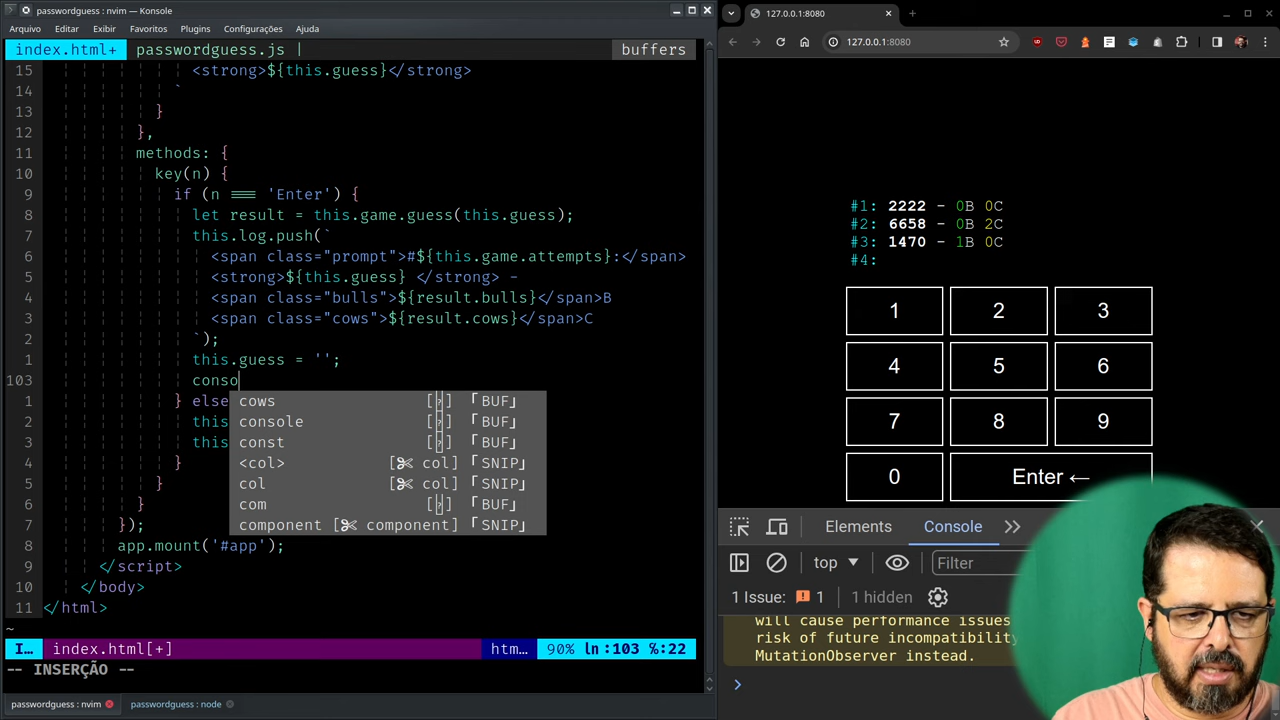 passwordguess : nvim — Konsole
Arquivo Editar Exibir Favoritos Plugins Configurações Ajuda
index.html+ passwordguess.js | buffers
15 <strong>${this.guess}</strong>
14 `
13 }
12 },
11 methods: {
10 key(n) {
9 if (n === 'Enter') {
8 let result = this.game.guess(this.guess);
7 this.log.push(`
6 <span class="prompt">#${this.game.attempts}:</span>
5 <strong>${this.guess} </strong> -
4 <span class="bulls">${result.bulls}</span>B
3 <span class="cows">${result.cows}</span>C
2 `);
1 this.guess = '';
103 conso
1 } else
2 this
3 this
4 }
5 }
6 }
7 });
8 app.mount('#app');
9 </script>
10 </body>
11 </html>
~
cows [?] 「BUF」
console [?] 「BUF」
const [?] 「BUF」
<col> [✂ col] 「SNIP」
col [✂ col] 「SNIP」
com [?] 「BUF」
component [✂ component] 「SNIP」
I… index.html[+] htm… 90% ln:103 %:22
-- INSERÇÃO --
passwordguess : nvim passwordguess : node
127.0.0.1:8080
127.0.0.1:8080
#1: 2222 - 0B 0C
#2: 6658 - 0B 2C
#3: 1470 - 1B 0C
#4:
1 2 3
4 5 6
7 8 9
0 Enter ←
Elements Console
top Filter
1 Issue: 1 1 hidden
will cause performance issues
risk of future incompatibility
MutationObserver instead.